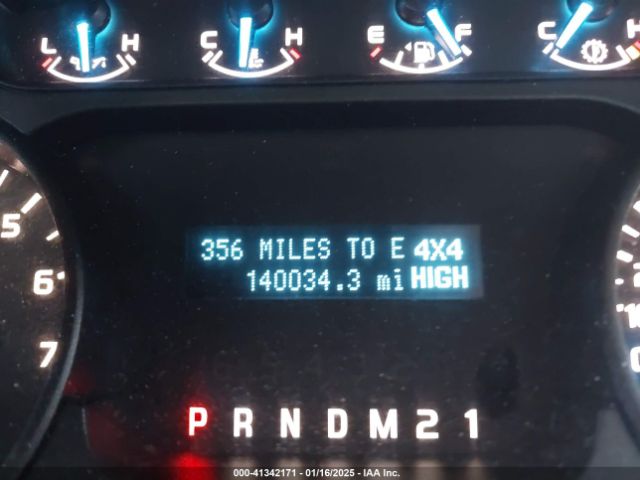 L H C H E F C H
5
6
7
356 MILES TO E 4X4
140034.3 mi HIGH
P R N D M 2 1
000-41342171 - 01/16/2025 - IAA Inc.